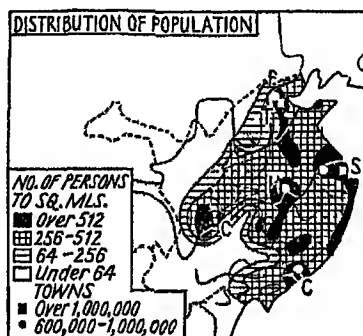 DISTRIBUTION OF POPULATION
S
C
C
NO. OF PERSONS
TO SQ. MLS.
Over 512
256-512
64-256
Under 64
TOWNS
Over 1,000,000
600,000-1,000,000